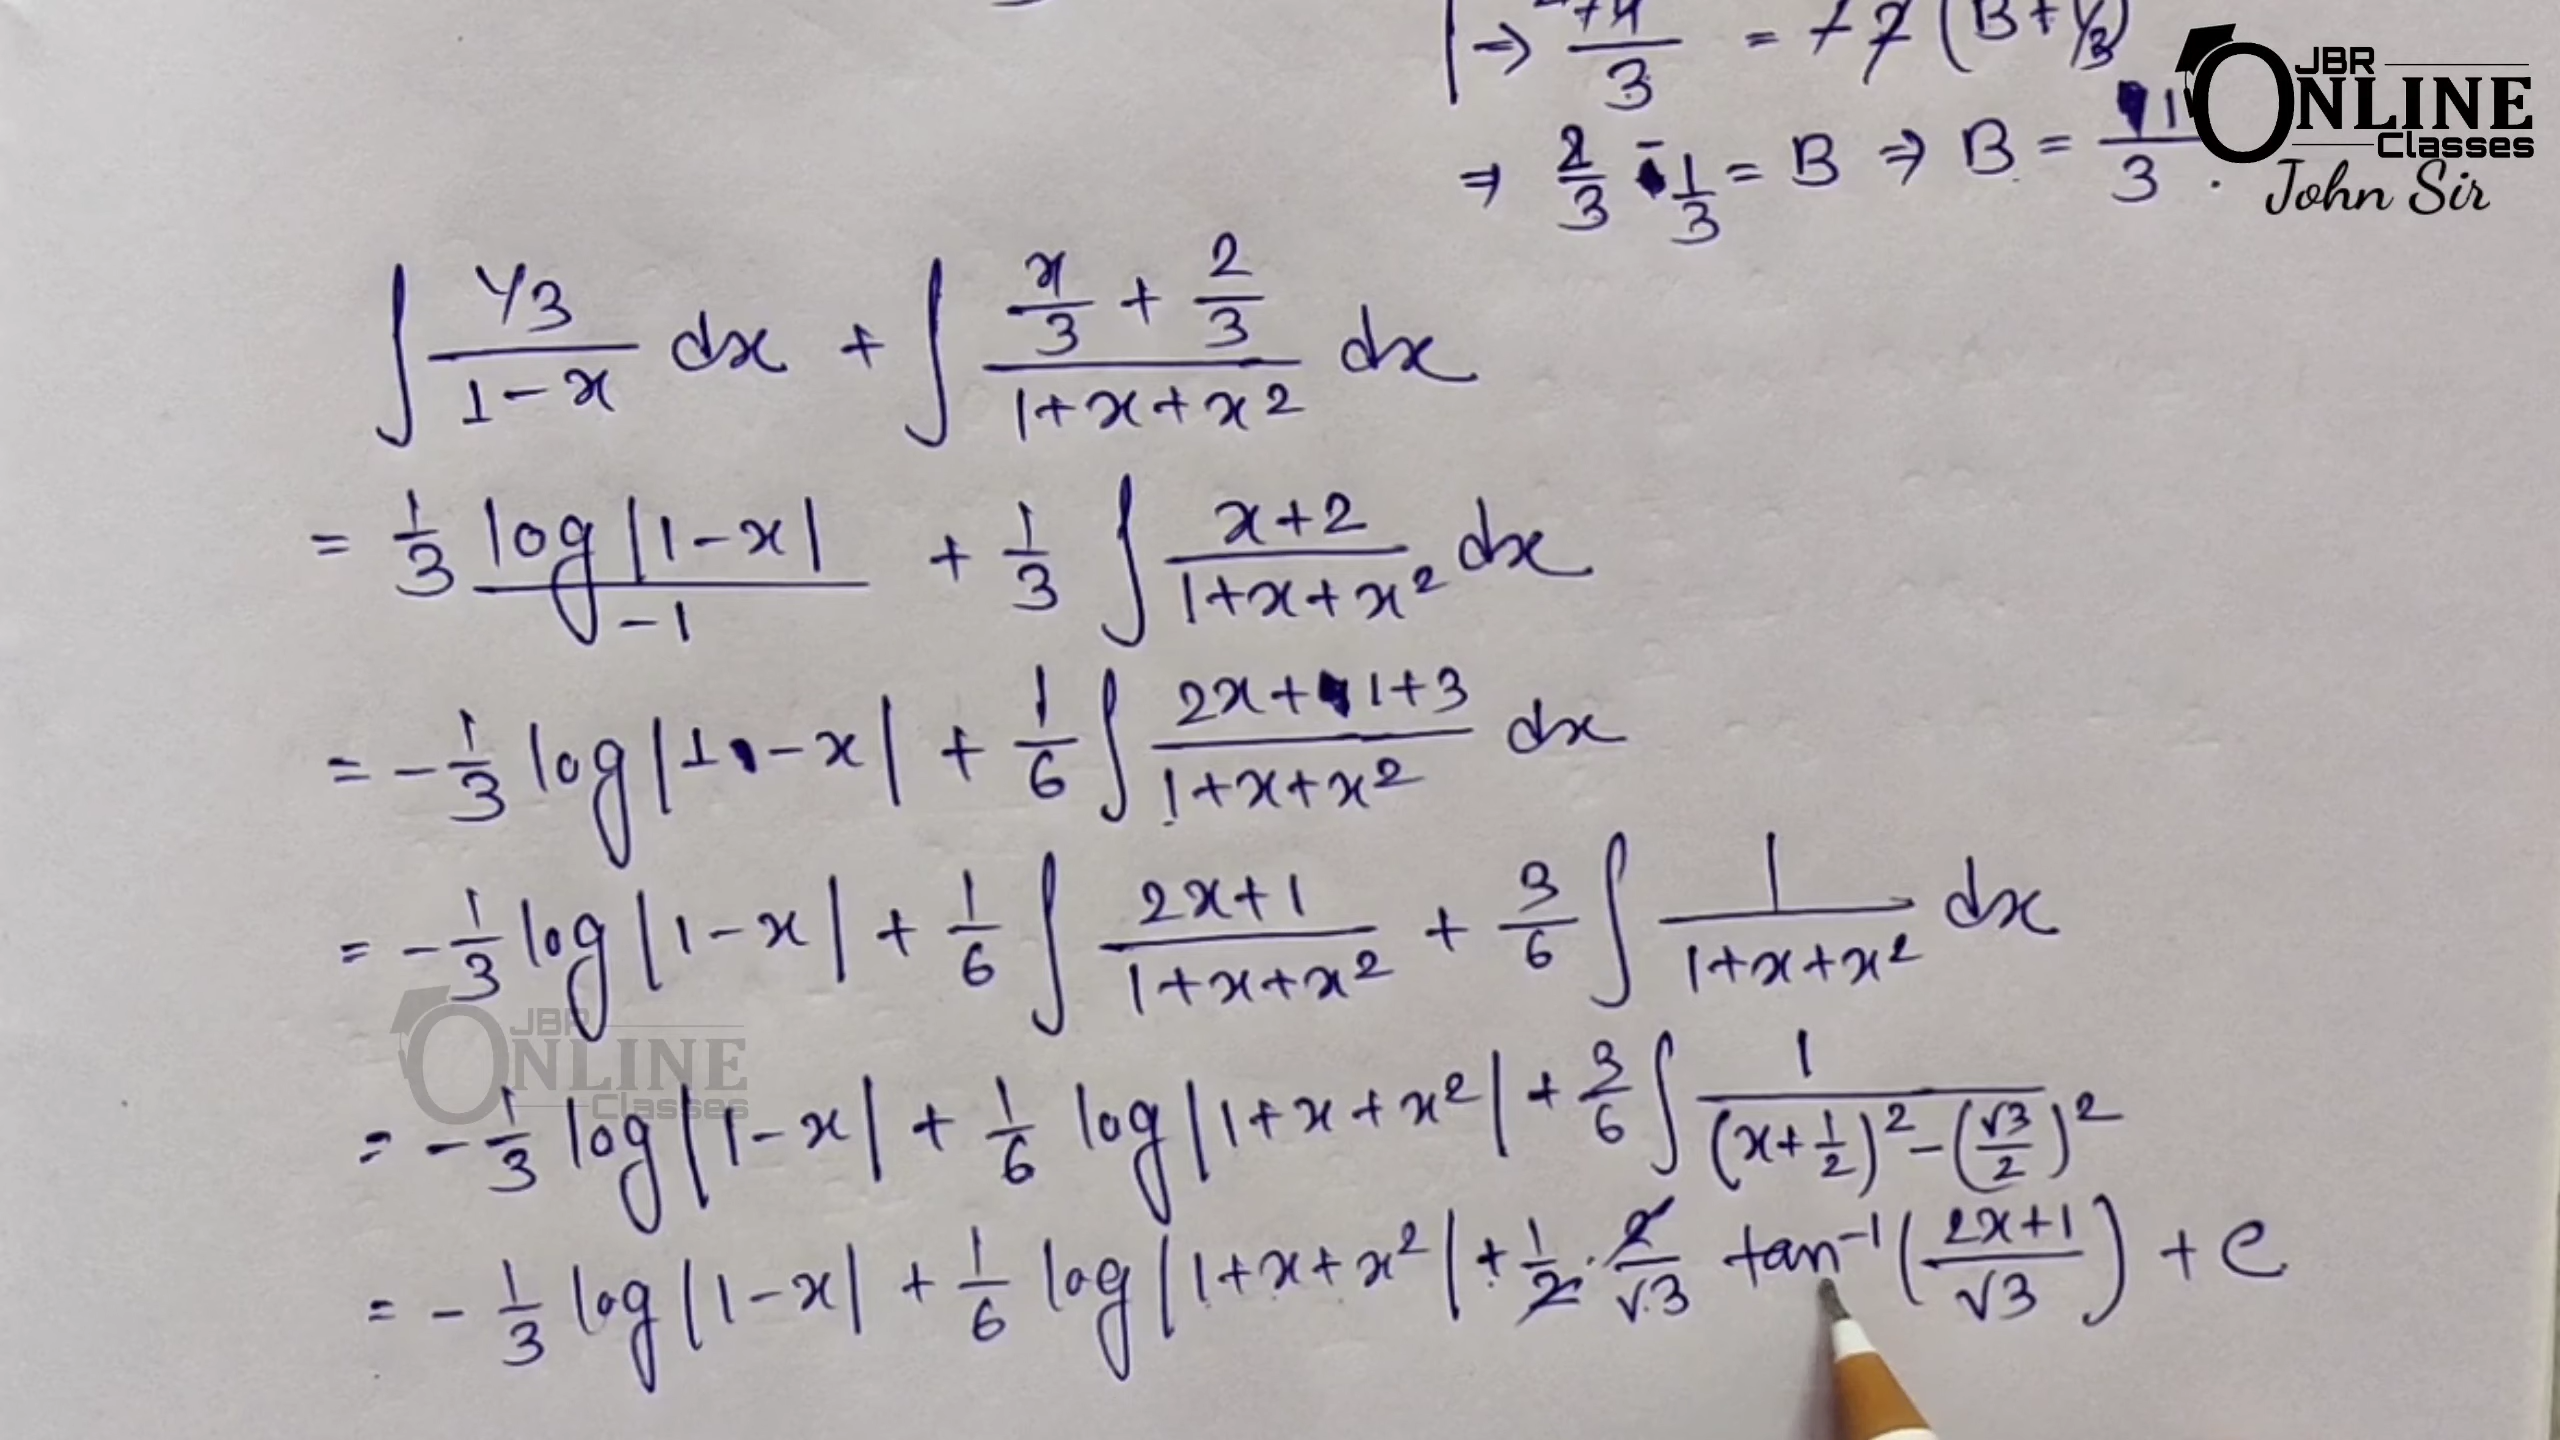 ⇒ /3 = +7 (B + 1/3)
⇒ 2/3 - 1/3 = B ⇒ B = 1/3.
JBR
ONLINE
Classes
John Sir
∫ (1/3)/(1-x) dx + ∫ (x/3 + 2/3)/(1+x+x²) dx
= 1/3 log|1-x|/-1 + 1/3 ∫ (x+2)/(1+x+x²) dx
= -1/3 log|1-x| + 1/6 ∫ (2x+1+3)/(1+x+x²) dx
= -1/3 log|1-x| + 1/6 ∫ (2x+1)/(1+x+x²) + 3/6 ∫ 1/(1+x+x²) dx
JBR
ONLINE
Classes
= -1/3 log|1-x| + 1/6 log|1+x+x²| + 3/6 ∫ 1/((x+1/2)²-(√3/2)²)
= -1/3 log|1-x| + 1/6 log|1+x+x²| + 1/2 · 2/√3 tan⁻¹((2x+1)/√3) + c